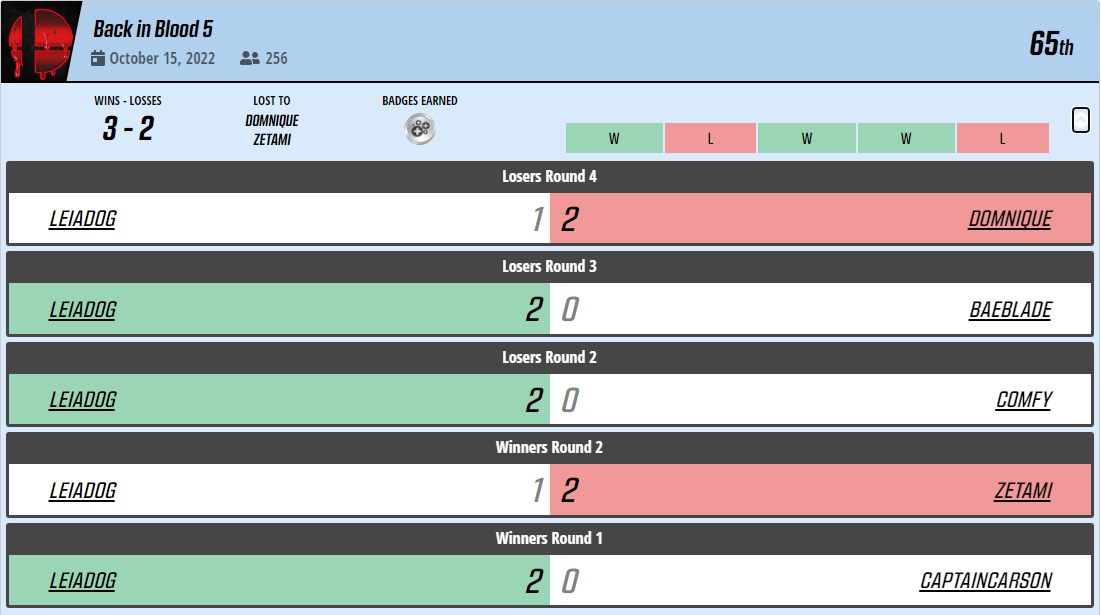 Back in Blood 5
October 15, 2022 256
65th
WINS - LOSSES
3 - 2
LOST TO
DOMNIQUE
ZETAMI
BADGES EARNED
W L W W L
Losers Round 4
LEIADOG 1 2 DOMNIQUE
Losers Round 3
LEIADOG 2 0 BAEBLADE
Losers Round 2
LEIADOG 2 0 COMFY
Winners Round 2
LEIADOG 1 2 ZETAMI
Winners Round 1
LEIADOG 2 0 CAPTAINCARSON